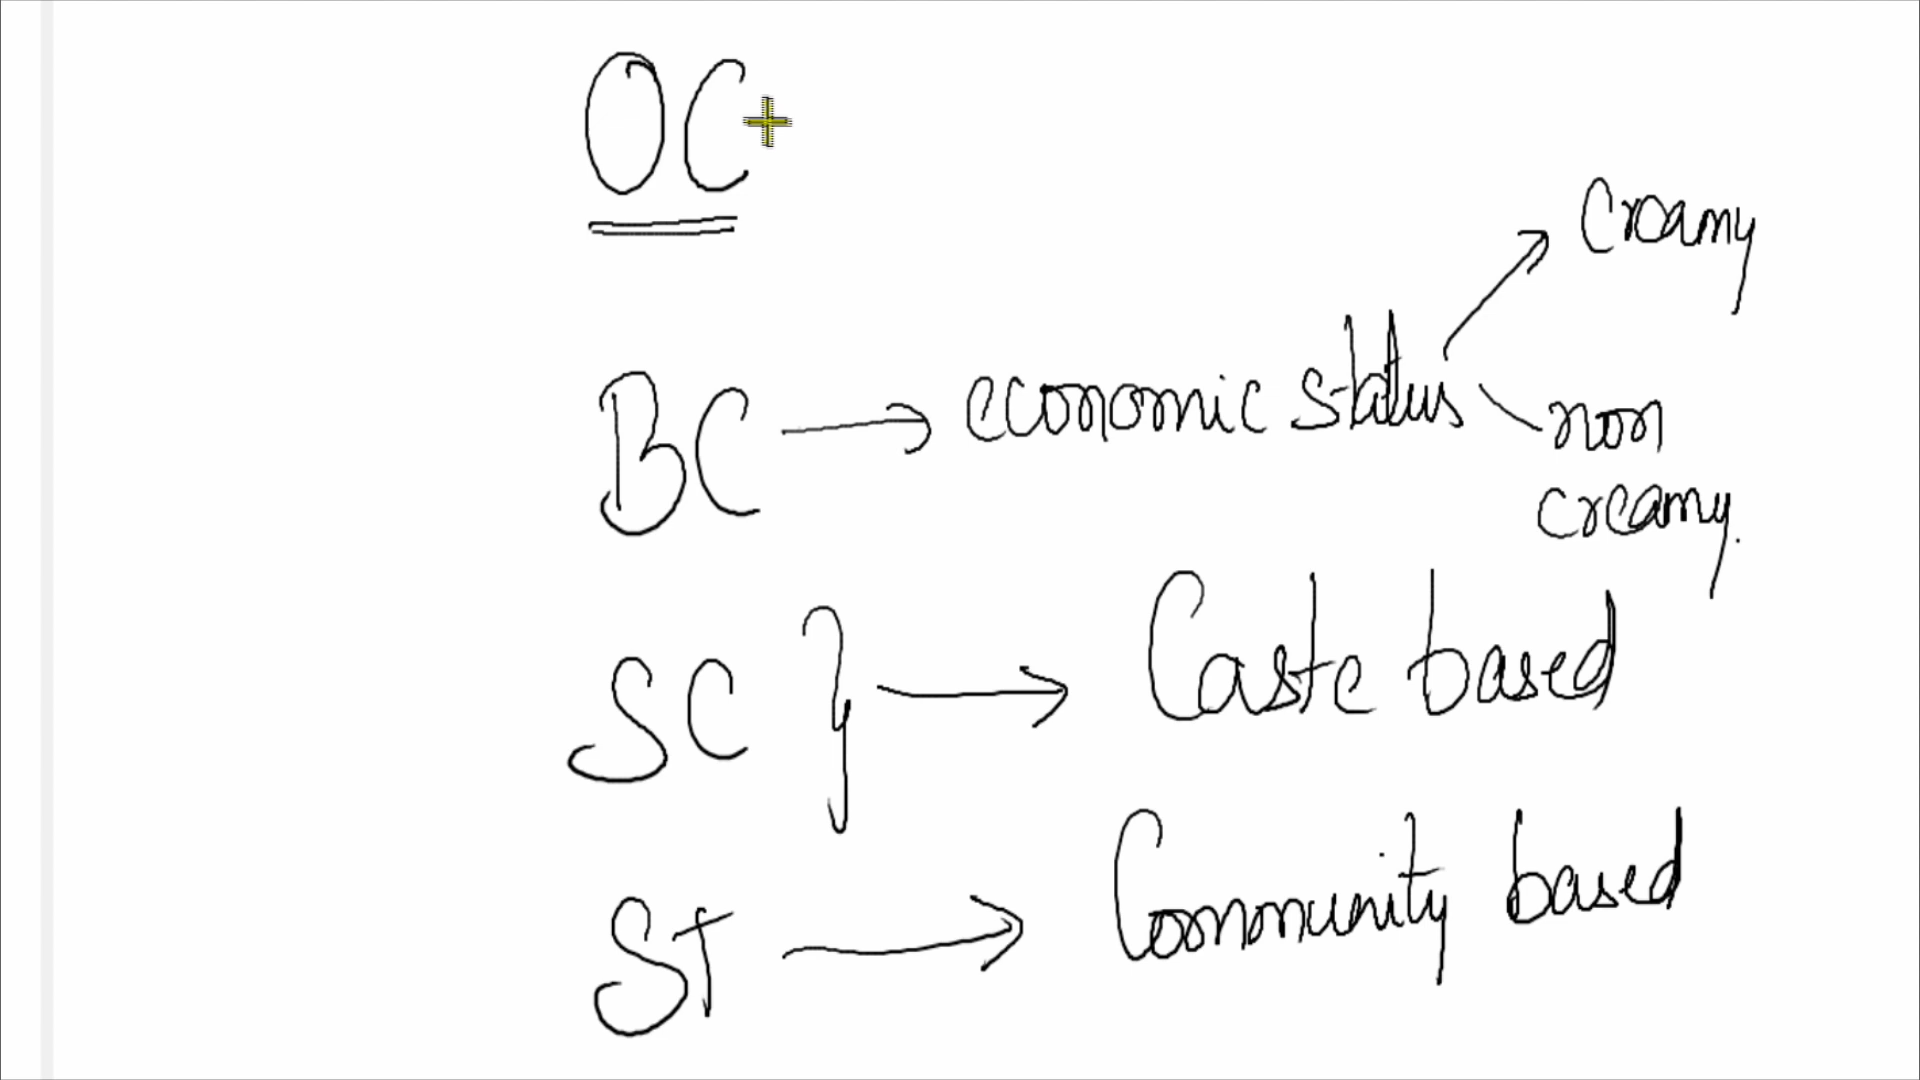 OC
BC → economic status
creamy
non
creamy.
SC } → Caste based
ST → Community based